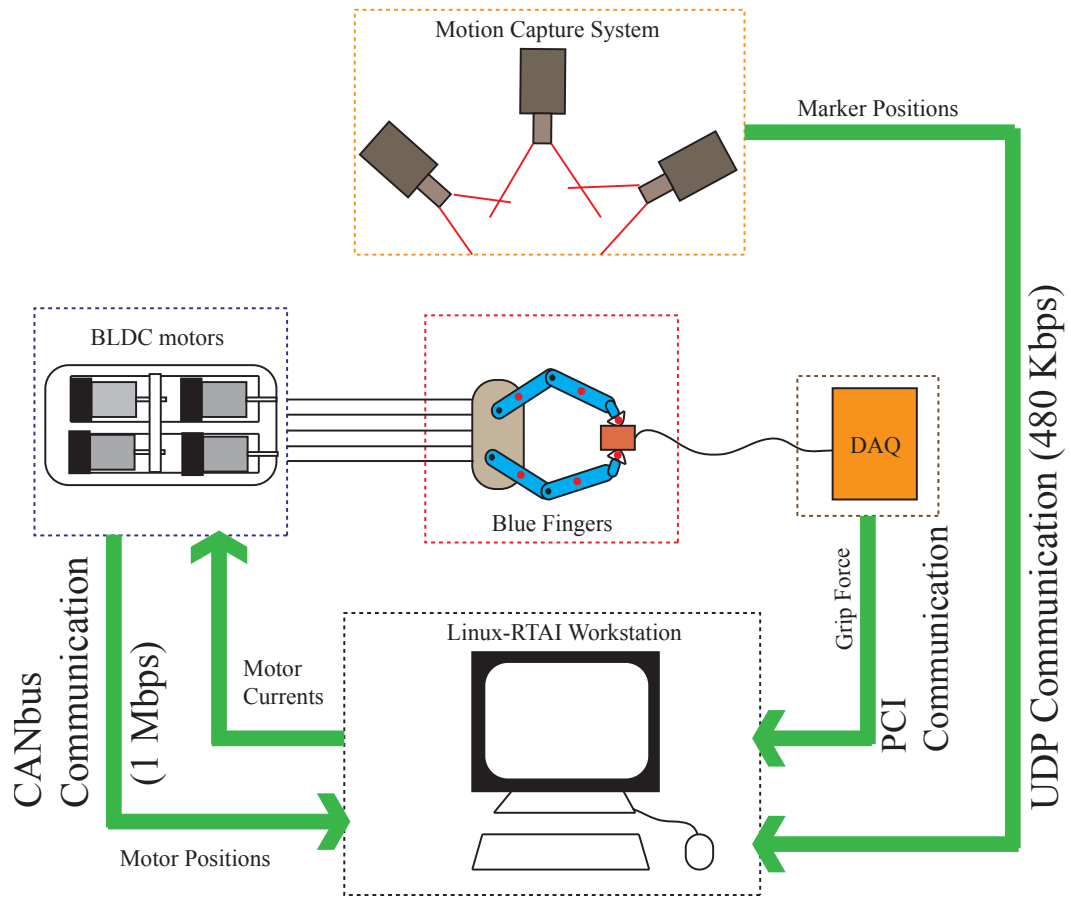 Motion Capture System
Marker Positions
BLDC motors
Blue Fingers
DAQ
UDP Communication (480 Kbps)
Grip Force
PCI
Communication
CANbus
Communication
(1 Mbps)
Motor
Currents
Linux-RTAI Workstation
Motor Positions